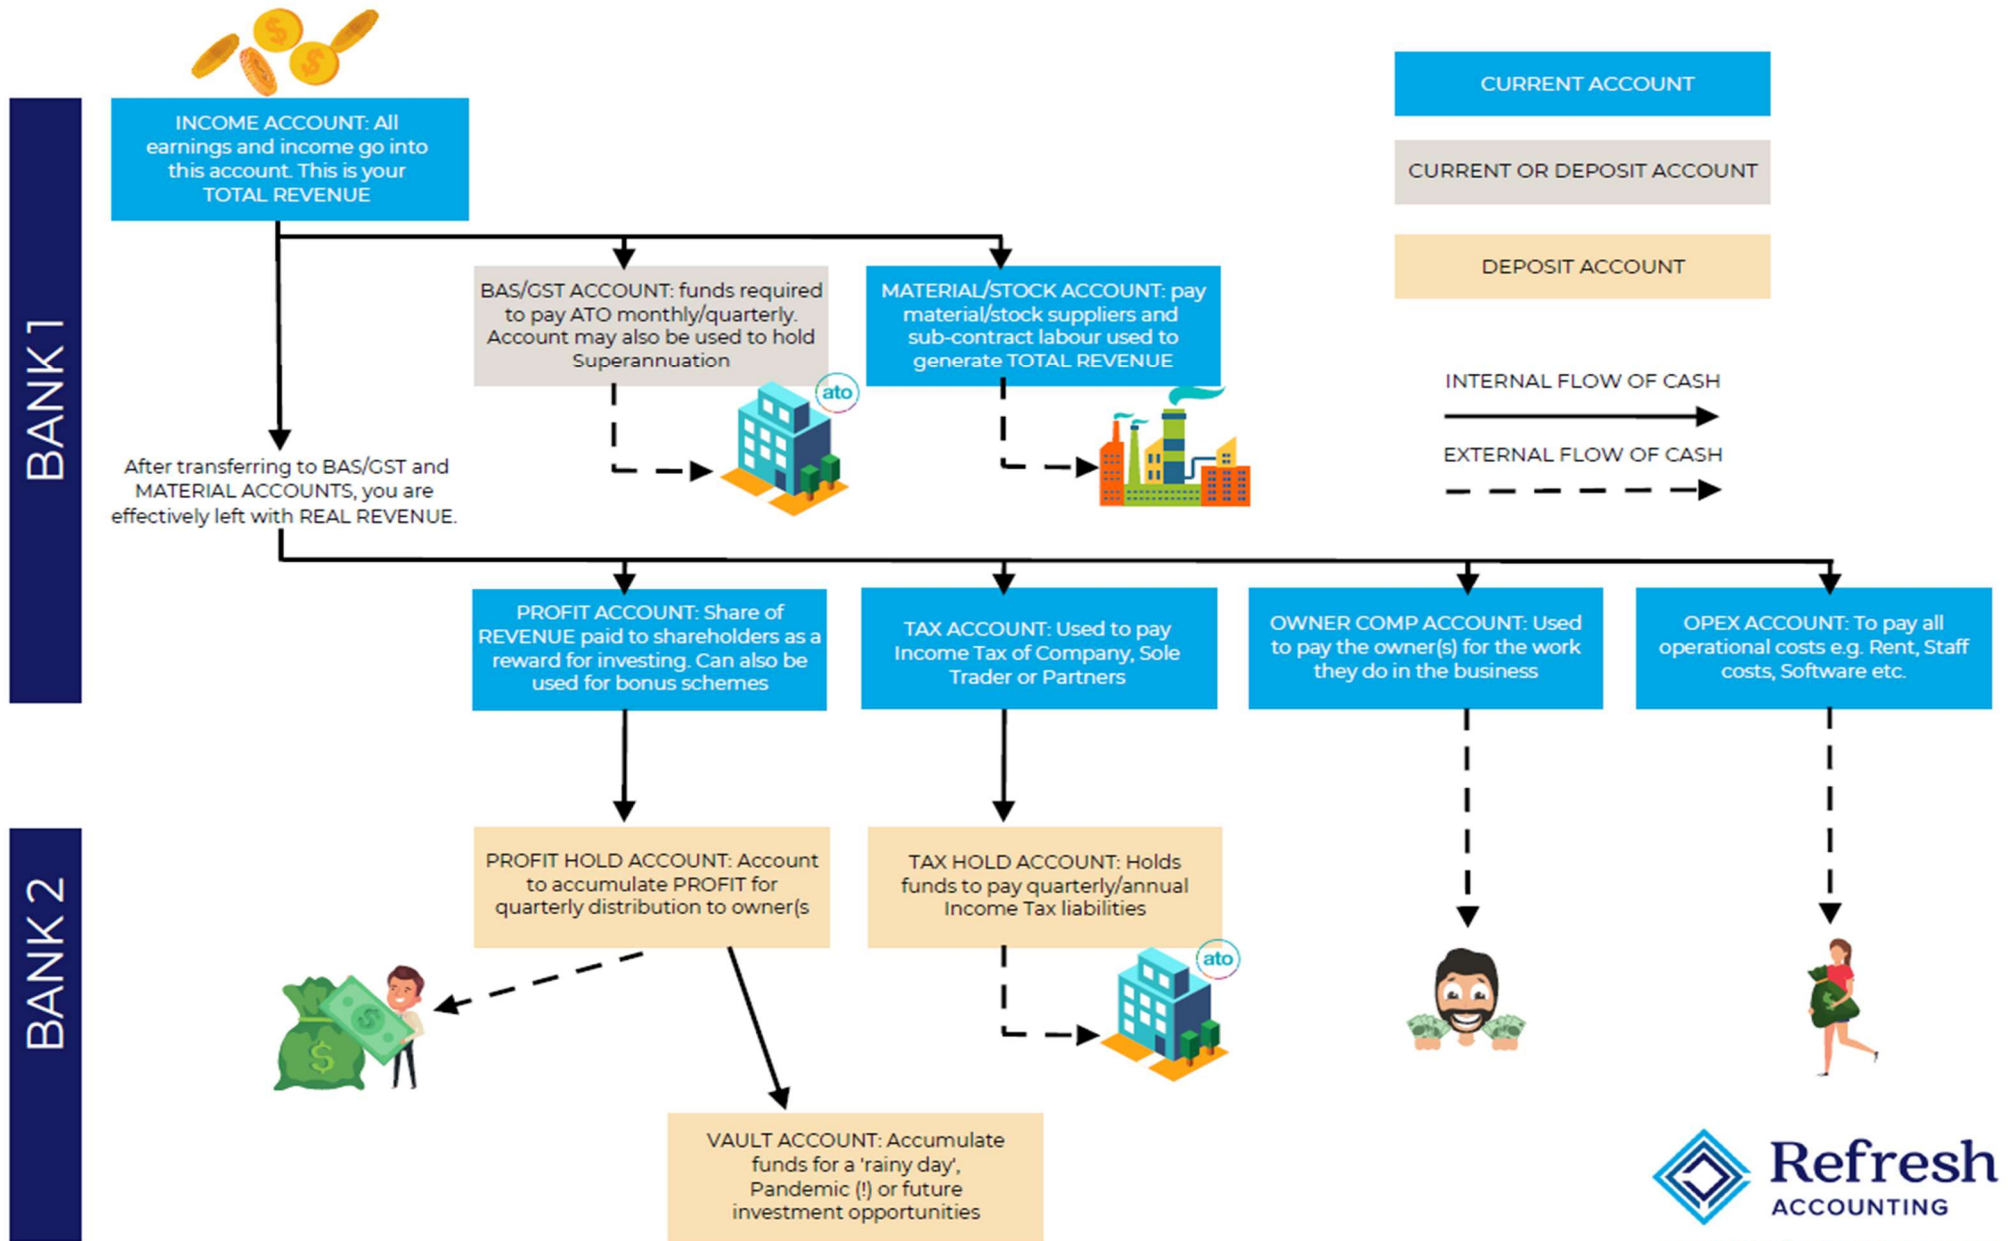 CURRENT ACCOUNT
CURRENT OR DEPOSIT ACCOUNT
DEPOSIT ACCOUNT
INTERNAL FLOW OF CASH
EXTERNAL FLOW OF CASH
BANK 1
INCOME ACCOUNT: All
earnings and income go into
this account. This is your
TOTAL REVENUE
BAS/GST ACCOUNT: funds required
to pay ATO monthly/quarterly.
Account may also be used to hold
Superannuation
ato
MATERIAL/STOCK ACCOUNT: pay
material/stock suppliers and
sub-contract labour used to
generate TOTAL REVENUE
After transferring to BAS/GST and
MATERIAL ACCOUNTS, you are
effectively left with REAL REVENUE.
PROFIT ACCOUNT: Share of
REVENUE paid to shareholders as a
reward for investing. Can also be
used for bonus schemes
TAX ACCOUNT: Used to pay
Income Tax of Company, Sole
Trader or Partners
OWNER COMP ACCOUNT: Used
to pay the owner(s) for the work
they do in the business
OPEX ACCOUNT: To pay all
operational costs e.g. Rent, Staff
costs, Software etc.
BANK 2
PROFIT HOLD ACCOUNT: Account
to accumulate PROFIT for
quarterly distribution to owner(s
TAX HOLD ACCOUNT: Holds
funds to pay quarterly/annual
Income Tax liabilities
ato
VAULT ACCOUNT: Accumulate
funds for a 'rainy day',
Pandemic (!) or future
investment opportunities
Refresh
ACCOUNTING